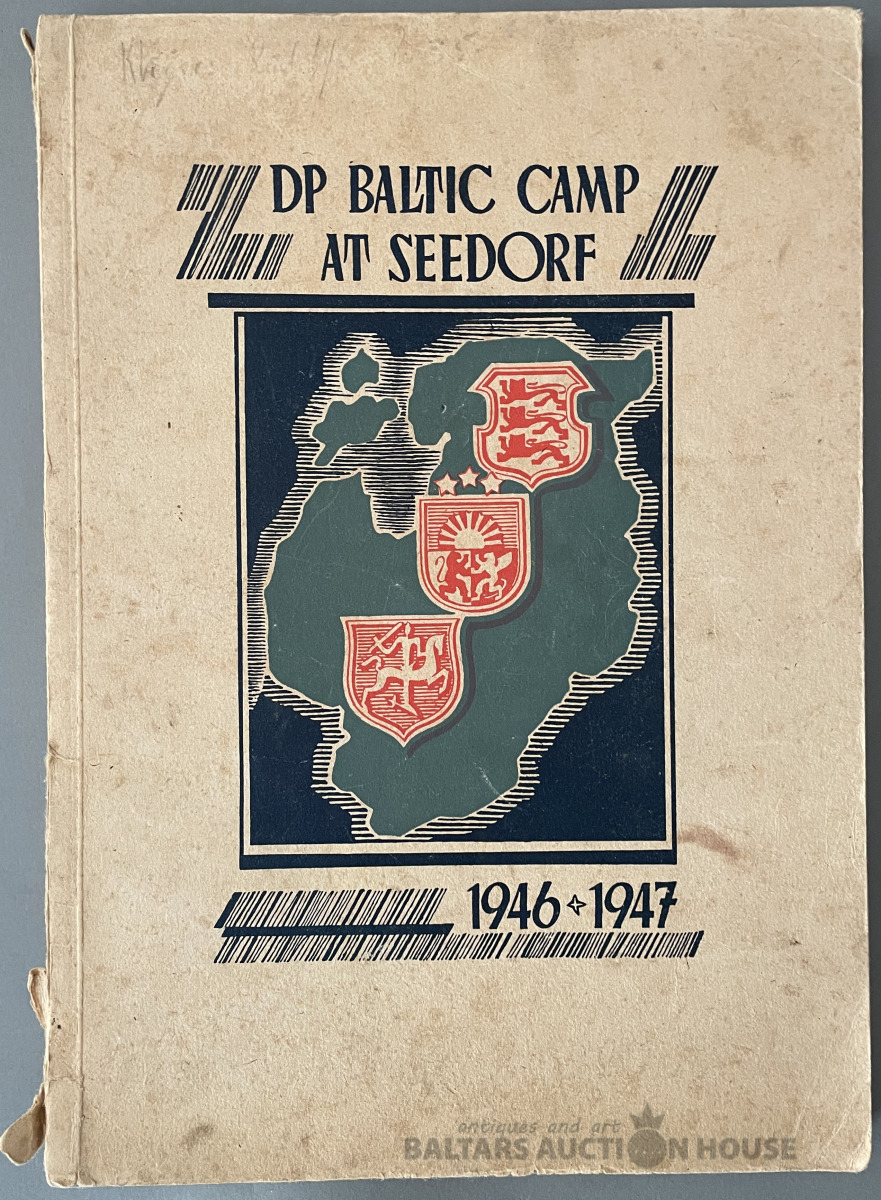 DP BALTIC CAMP
AT SEEDORF
1946 ✧ 1947
antiques and art
BALTARS AUCTION HOUSE